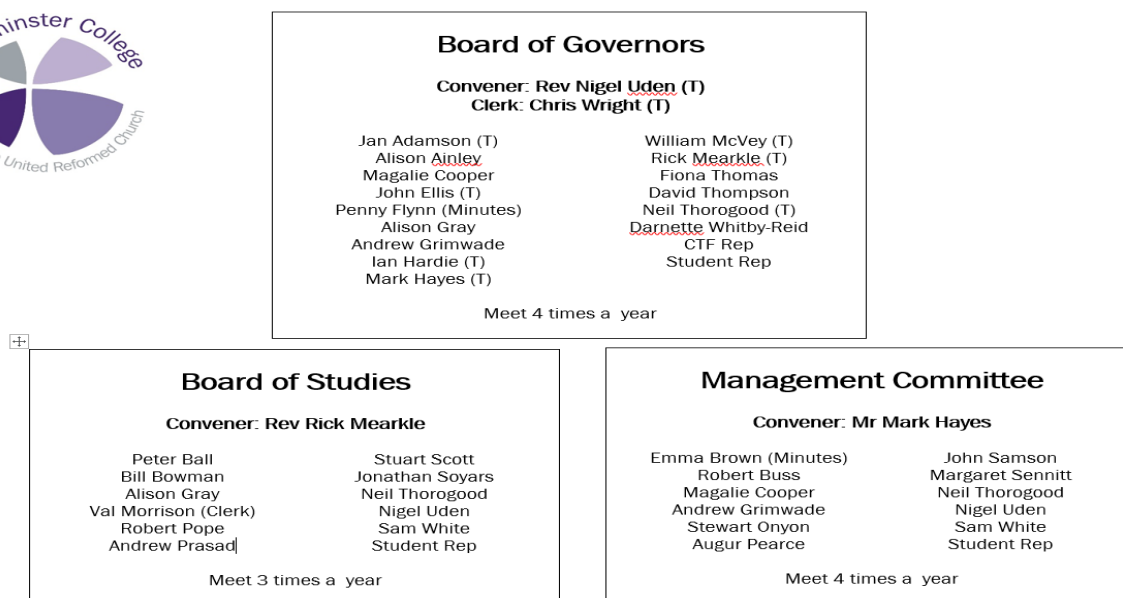 minster College
United Reformed Church
Board of Governors
Convener: Rev Nigel Uden (T)
Clerk: Chris Wright (T)
Jan Adamson (T)
Alison Ainley
Magalie Cooper
John Ellis (T)
Penny Flynn (Minutes)
Alison Gray
Andrew Grimwade
Ian Hardie (T)
Mark Hayes (T)
William McVey (T)
Rick Mearkle (T)
Fiona Thomas
David Thompson
Neil Thorogood (T)
Darnette Whitby-Reid
CTF Rep
Student Rep
Meet 4 times a  year
Board of Studies
Convener: Rev Rick Mearkle
Peter Ball
Bill Bowman
Alison Gray
Val Morrison (Clerk)
Robert Pope
Andrew Prasad
Stuart Scott
Jonathan Soyars
Neil Thorogood
Nigel Uden
Sam White
Student Rep
Meet 3 times a  year
Management Committee
Convener: Mr Mark Hayes
Emma Brown (Minutes)
Robert Buss
Magalie Cooper
Andrew Grimwade
Stewart Onyon
Augur Pearce
John Samson
Margaret Sennitt
Neil Thorogood
Nigel Uden
Sam White
Student Rep
Meet 4 times a  year